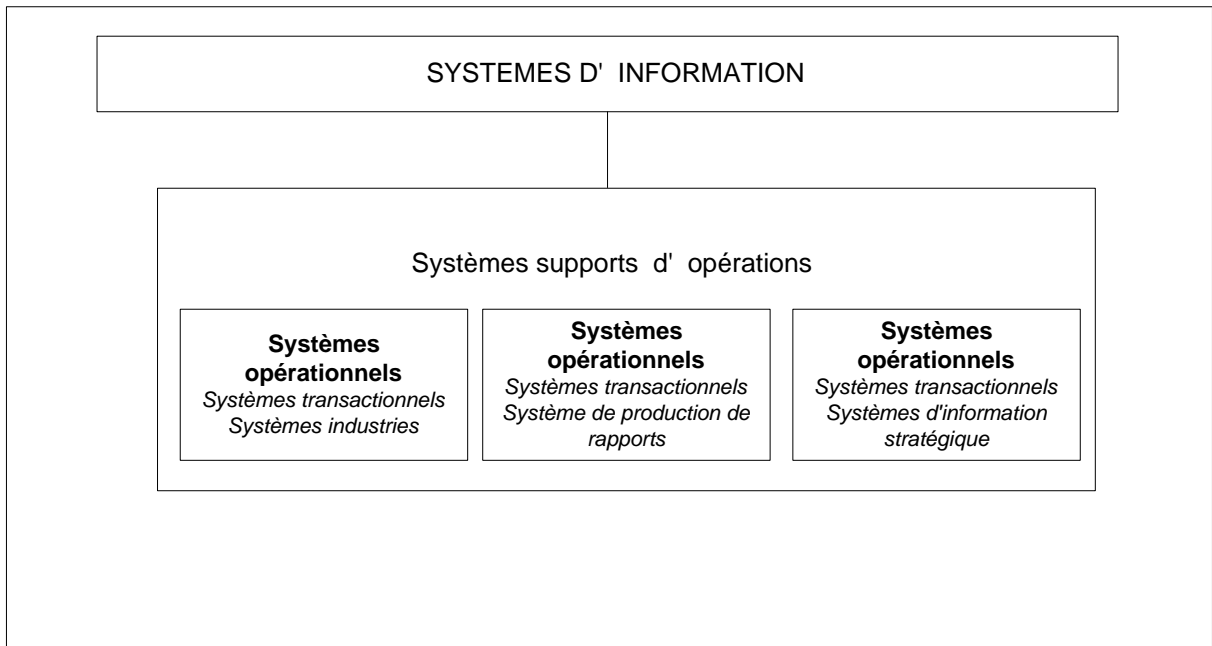 SYSTEMES D' INFORMATION
Systèmes supports d' opérations
Systèmes
opérationnels
Systèmes transactionnels
Systèmes industries
Systèmes
opérationnels
Systèmes transactionnels
Système de production de
rapports
Systèmes
opérationnels
Systèmes transactionnels
Systèmes d'information
stratégique